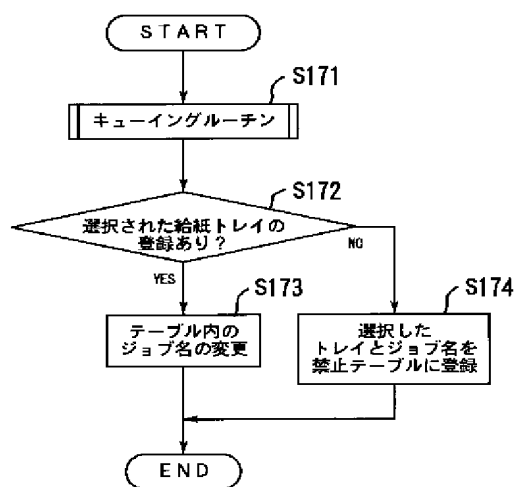 START
S171
キューイングルーチン
S172
選択された給紙トレイの
登録あり?
NO
YES
S173
テーブル内の
ジョブ名の変更
S174
選択した
トレイとジョブ名を
禁止テーブルに登録
END